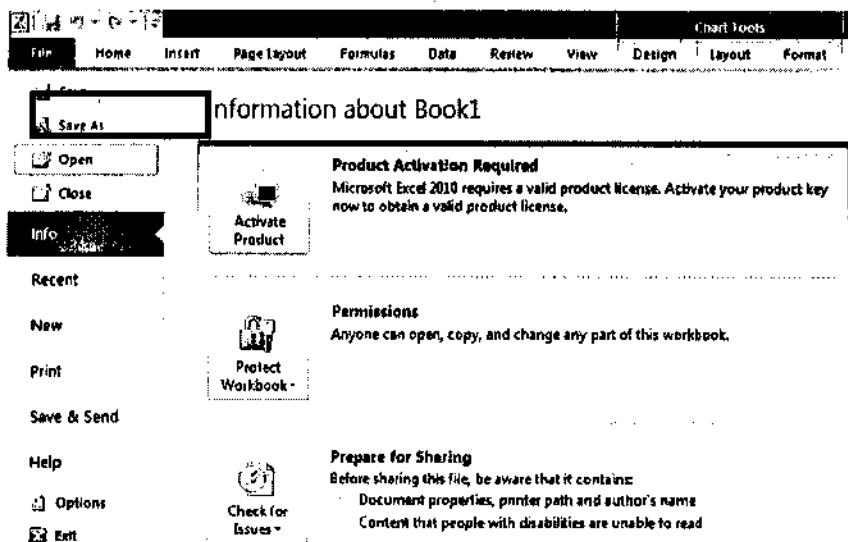 Chart Tools
File Home Insert Page Layout Formulas Data Review View Design Layout Format
Save
Save As
Open
Close
Info
Recent
New
Print
Save & Send
Help
Options
Exit
nformation about Book1
Activate
Product
Product Activation Required
Microsoft Excel 2010 requires a valid product license. Activate your product key
now to obtain a valid product license.
Protect
Workbook
Permissions
Anyone can open, copy, and change any part of this workbook.
Check for
Issues
Prepare for Sharing
Before sharing this file, be aware that it contains:
Document properties, printer path and author's name
Content that people with disabilities are unable to read